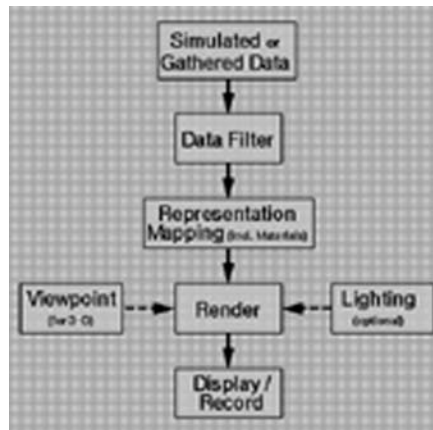 Simulated or
Gathered Data
Data Filter
Representation
Mapping (Incl. Materials)
Viewpoint
(for 3-D)
Render
Lighting
(optional)
Display /
Record